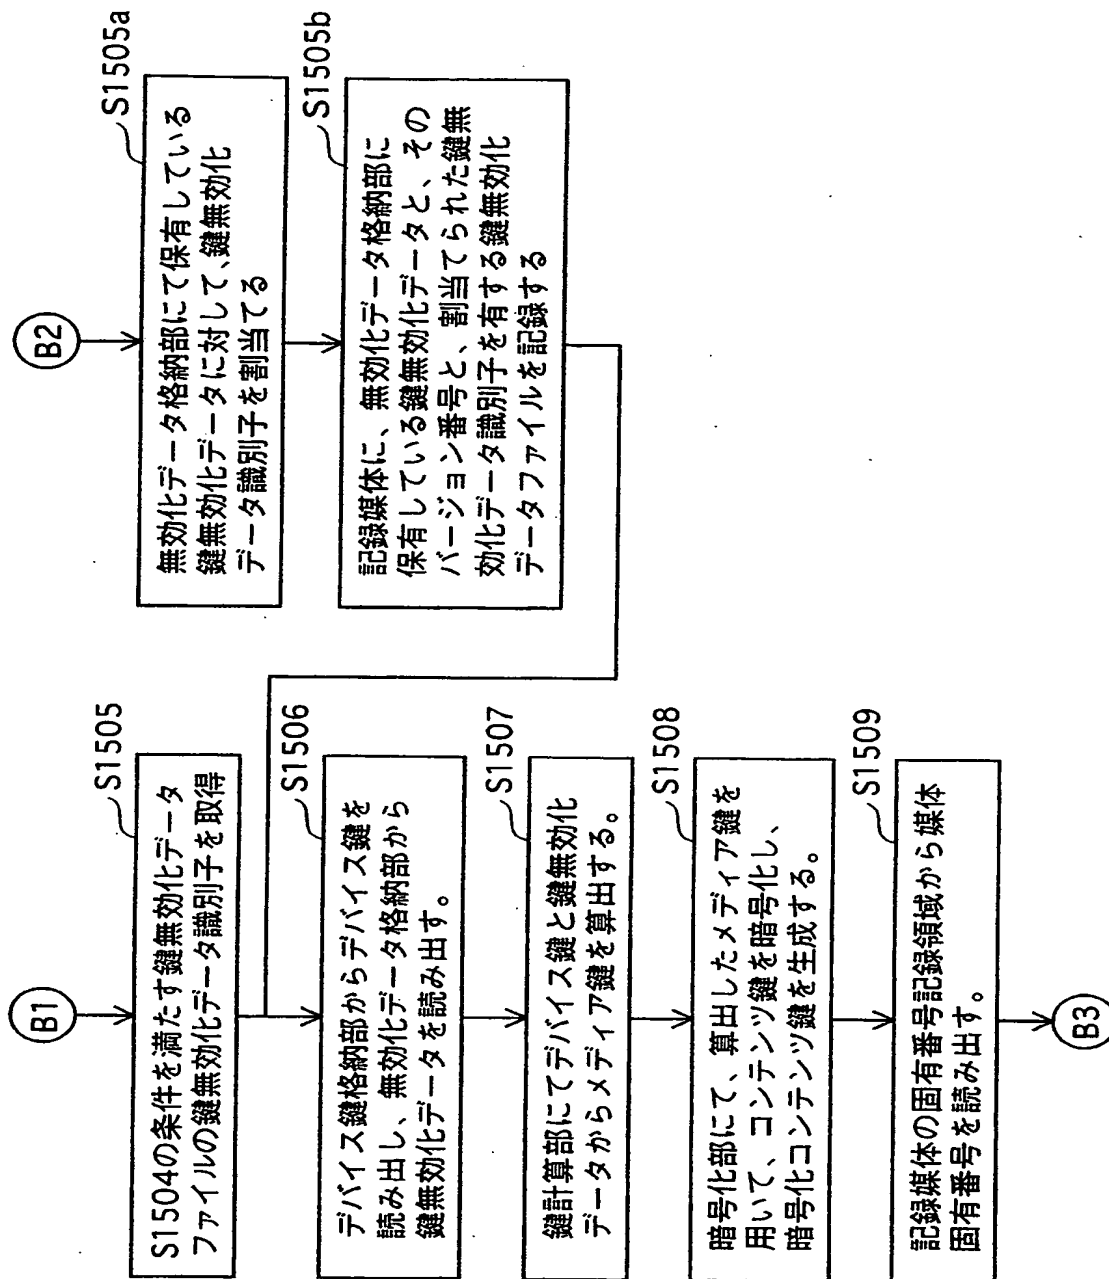 B1
S1505
S1504の条件を満たす鍵無効化データ
ファイルの鍵無効化データ識別子を取得
S1506
デバイス鍵格納部からデバイス鍵を
読み出し、無効化データ格納部から
鍵無効化データを読み出す。
S1507
鍵計算部にてデバイス鍵と鍵無効化
データからメディア鍵を算出する。
S1508
暗号化部にて、算出したメディア鍵を
用いて、コンテンツ鍵を暗号化し、
暗号化コンテンツ鍵を生成する。
S1509
記録媒体の固有番号記録領域から媒体
固有番号を読み出す。
B3
B2
S1505a
無効化データ格納部にて保有している
鍵無効化データに対して、鍵無効化
データ識別子を割当てる
S1505b
記録媒体に、無効化データ格納部に
保有している鍵無効化データと、その
バージョン番号と、割当てられた鍵無
効化データ識別子を有する鍵無効化
データファイルを記録する